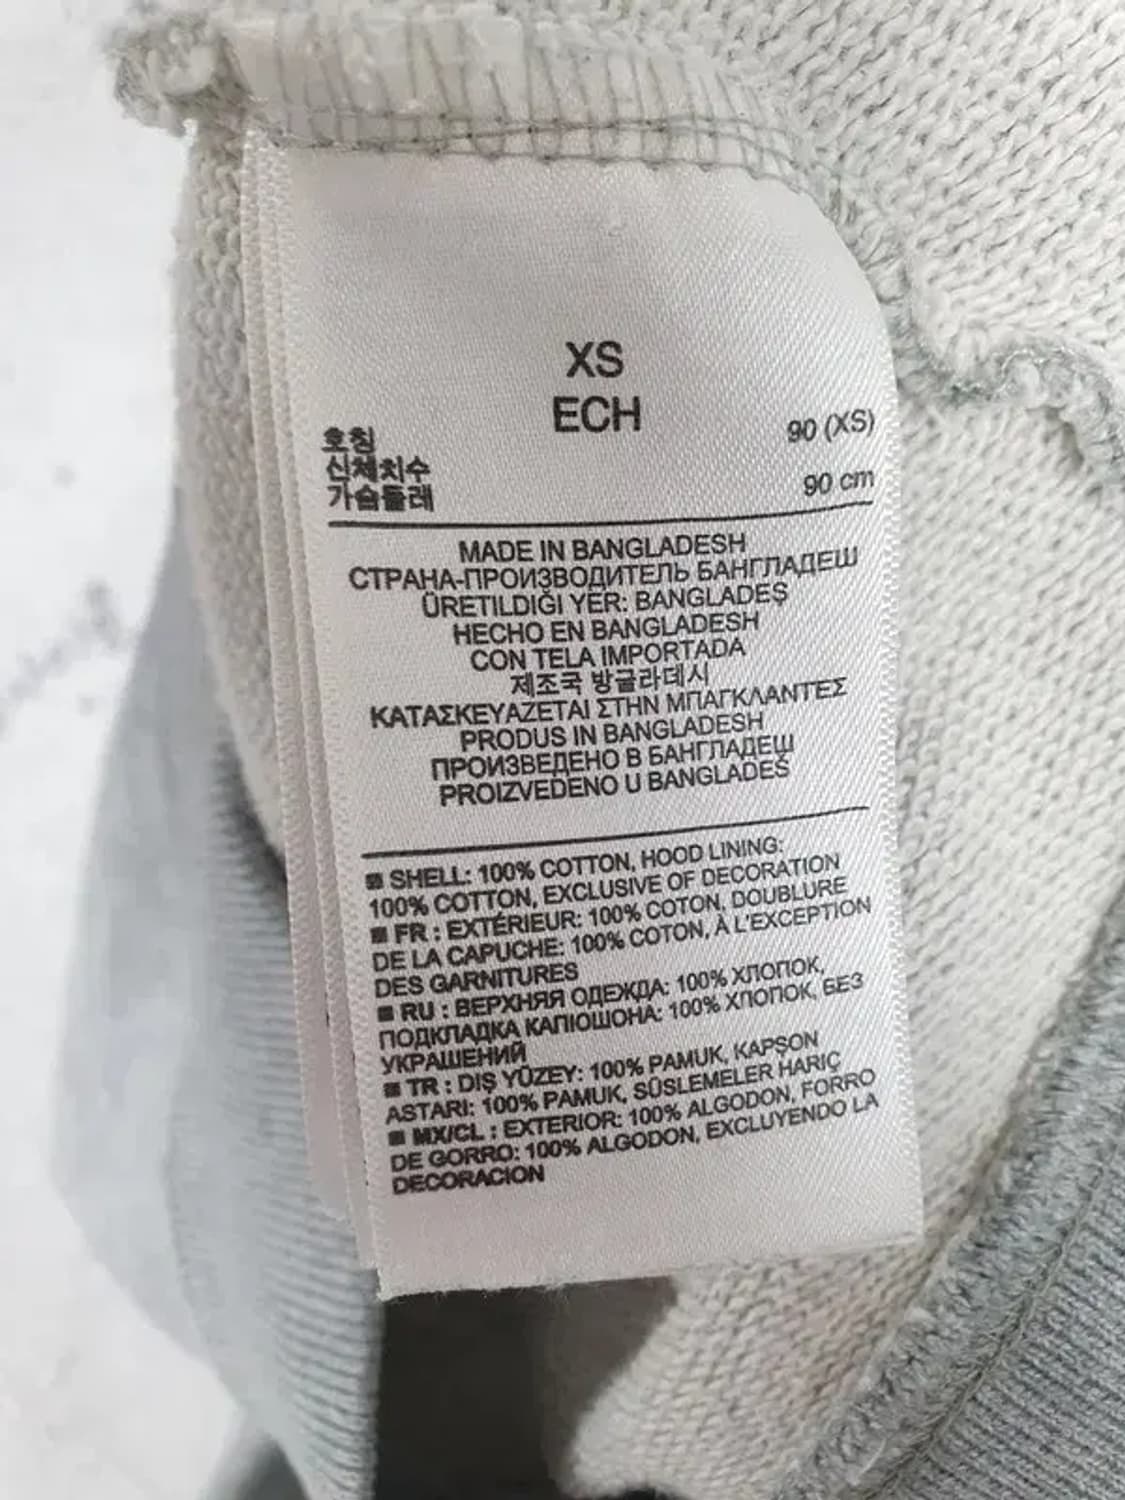 XS
ECH
호칭 90 (XS)
신체치수
가슴둘레 90 cm
MADE IN BANGLADESH
СТРАНА-ПРОИЗВОДИТЕЛЬ БАНГЛАДЕШ
ÜRETILDIĞI YER: BANGLADEŞ
HECHO EN BANGLADESH
CON TELA IMPORTADA
제조국 방글라데시
ΚΑΤΑΣΚΕΥΑΖΕΤΑΙ ΣΤΗΝ ΜΠΑΓΚΛΑΝΤΕΣ
PRODUS IN BANGLADESH
ПРОИЗВЕДЕНО В БАНГЛАДЕШ
PROIZVEDENO U BANGLADEŠ
■ SHELL: 100% COTTON, HOOD LINING:
100% COTTON, EXCLUSIVE OF DECORATION
■ FR : EXTÉRIEUR: 100% COTON, DOUBLURE
DE LA CAPUCHE: 100% COTON, À L'EXCEPTION
DES GARNITURES
■ RU : ВЕРХНЯЯ ОДЕЖДА: 100% ХЛОПОК,
ПОДКЛАДКА КАПЮШОНА: 100% ХЛОПОК, БЕЗ
УКРАШЕНИЙ
■ TR : DIŞ YÜZEY: 100% PAMUK, KAPŞON
ASTARI: 100% PAMUK, SÜSLEMELER HARIÇ
■ MX/CL : EXTERIOR: 100% ALGODON, FORRO
DE GORRO: 100% ALGODON, EXCLUYENDO LA
DECORACION